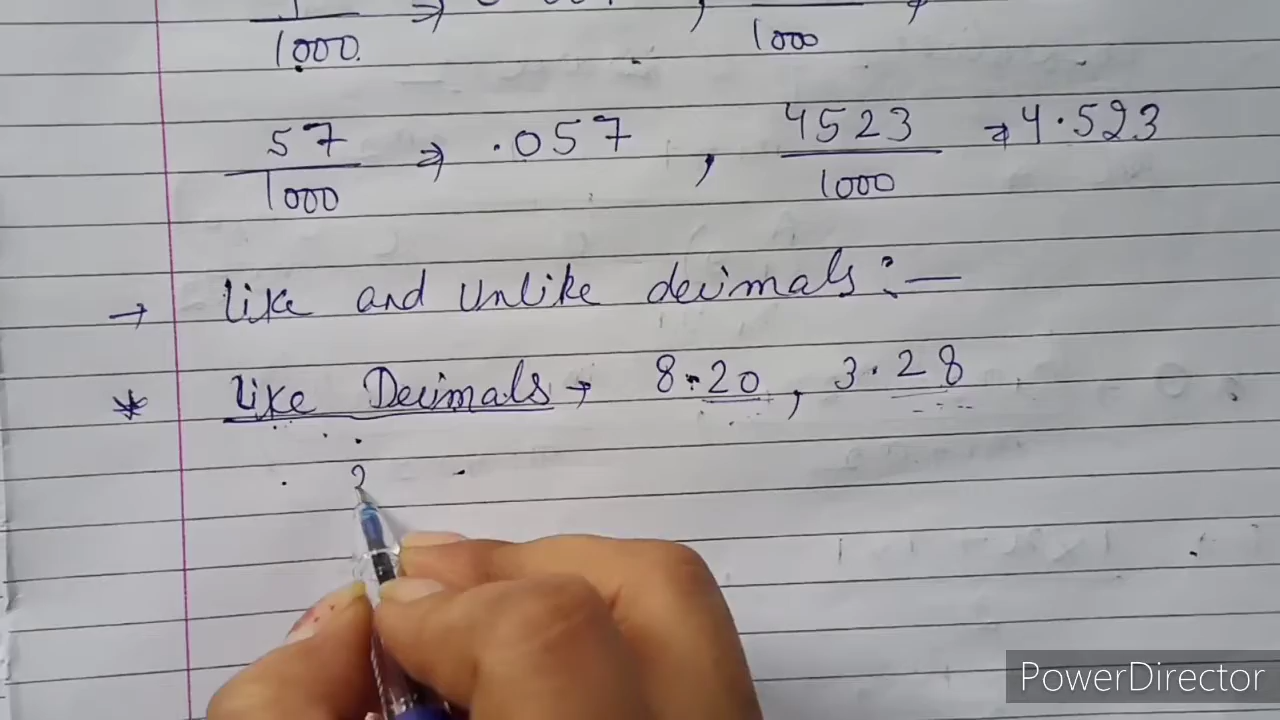 1000 , 1000
57/1000 ⇒ .057 , 4523/1000 ⇒ 4.523
→ Like and Unlike decimals :—
* Like Decimals → 8.20 , 3.28
2
PowerDirector